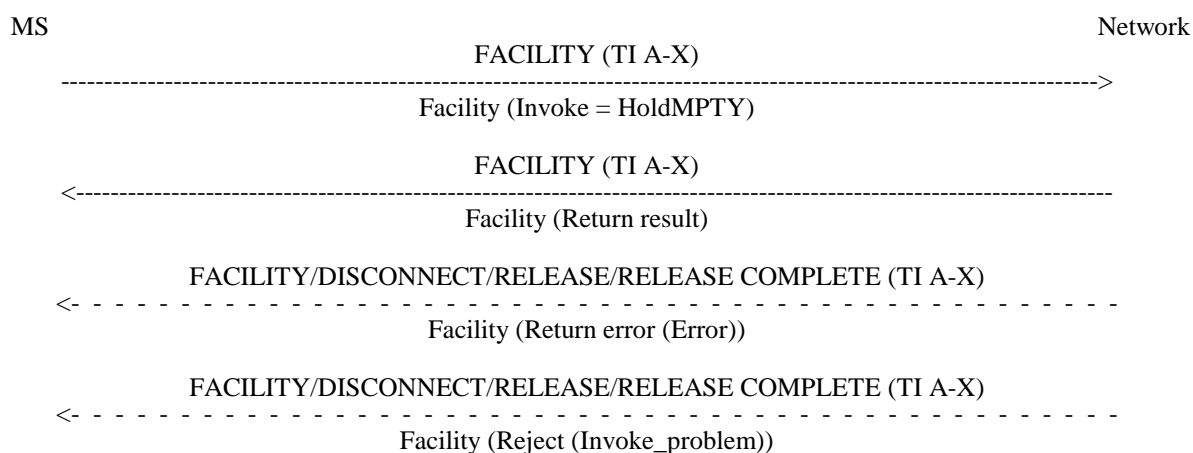 MS Network
FACILITY (TI A-X)
Facility (Invoke = HoldMPTY)
FACILITY (TI A-X)
Facility (Return result)
FACILITY/DISCONNECT/RELEASE/RELEASE COMPLETE (TI A-X)
Facility (Return error (Error))
FACILITY/DISCONNECT/RELEASE/RELEASE COMPLETE (TI A-X)
Facility (Reject (Invoke_problem))